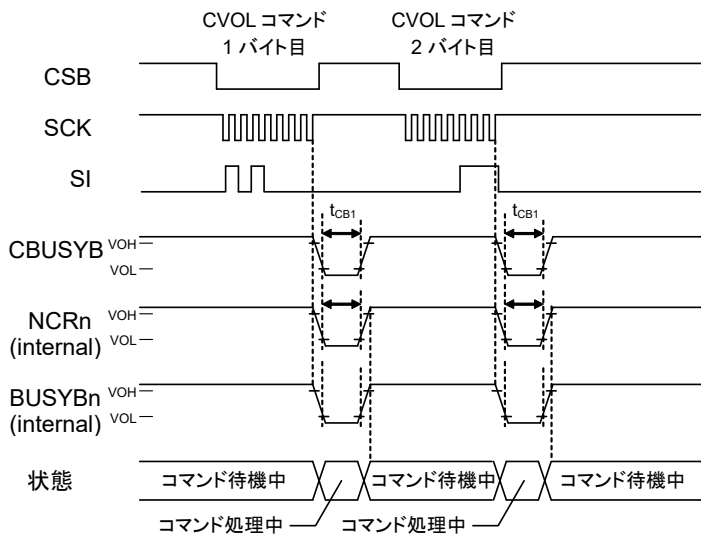 CVOL コマンド
1 バイト目
CVOL コマンド
2 バイト目
CSB
SCK
SI
tCB1
tCB1
CBUSYB
VOH
VOL
NCRn
(internal)
VOH
VOL
BUSYBn
(internal)
VOH
VOL
状態
コマンド待機中
コマンド待機中
コマンド待機中
コマンド処理中
コマンド処理中